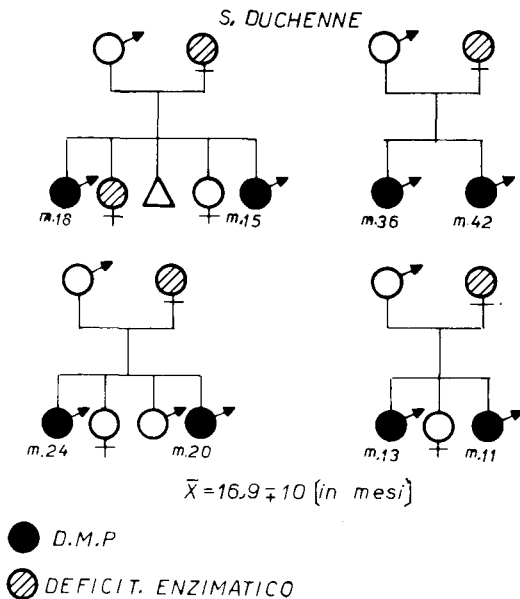 S. DUCHENNE
m.18 m.15 m.36 m.42
m.24 m.20 m.13 m.11
X̄ = 16,9 ∓ 10 (in mesi)
D.M.P
DEFICIT. ENZIMATICO